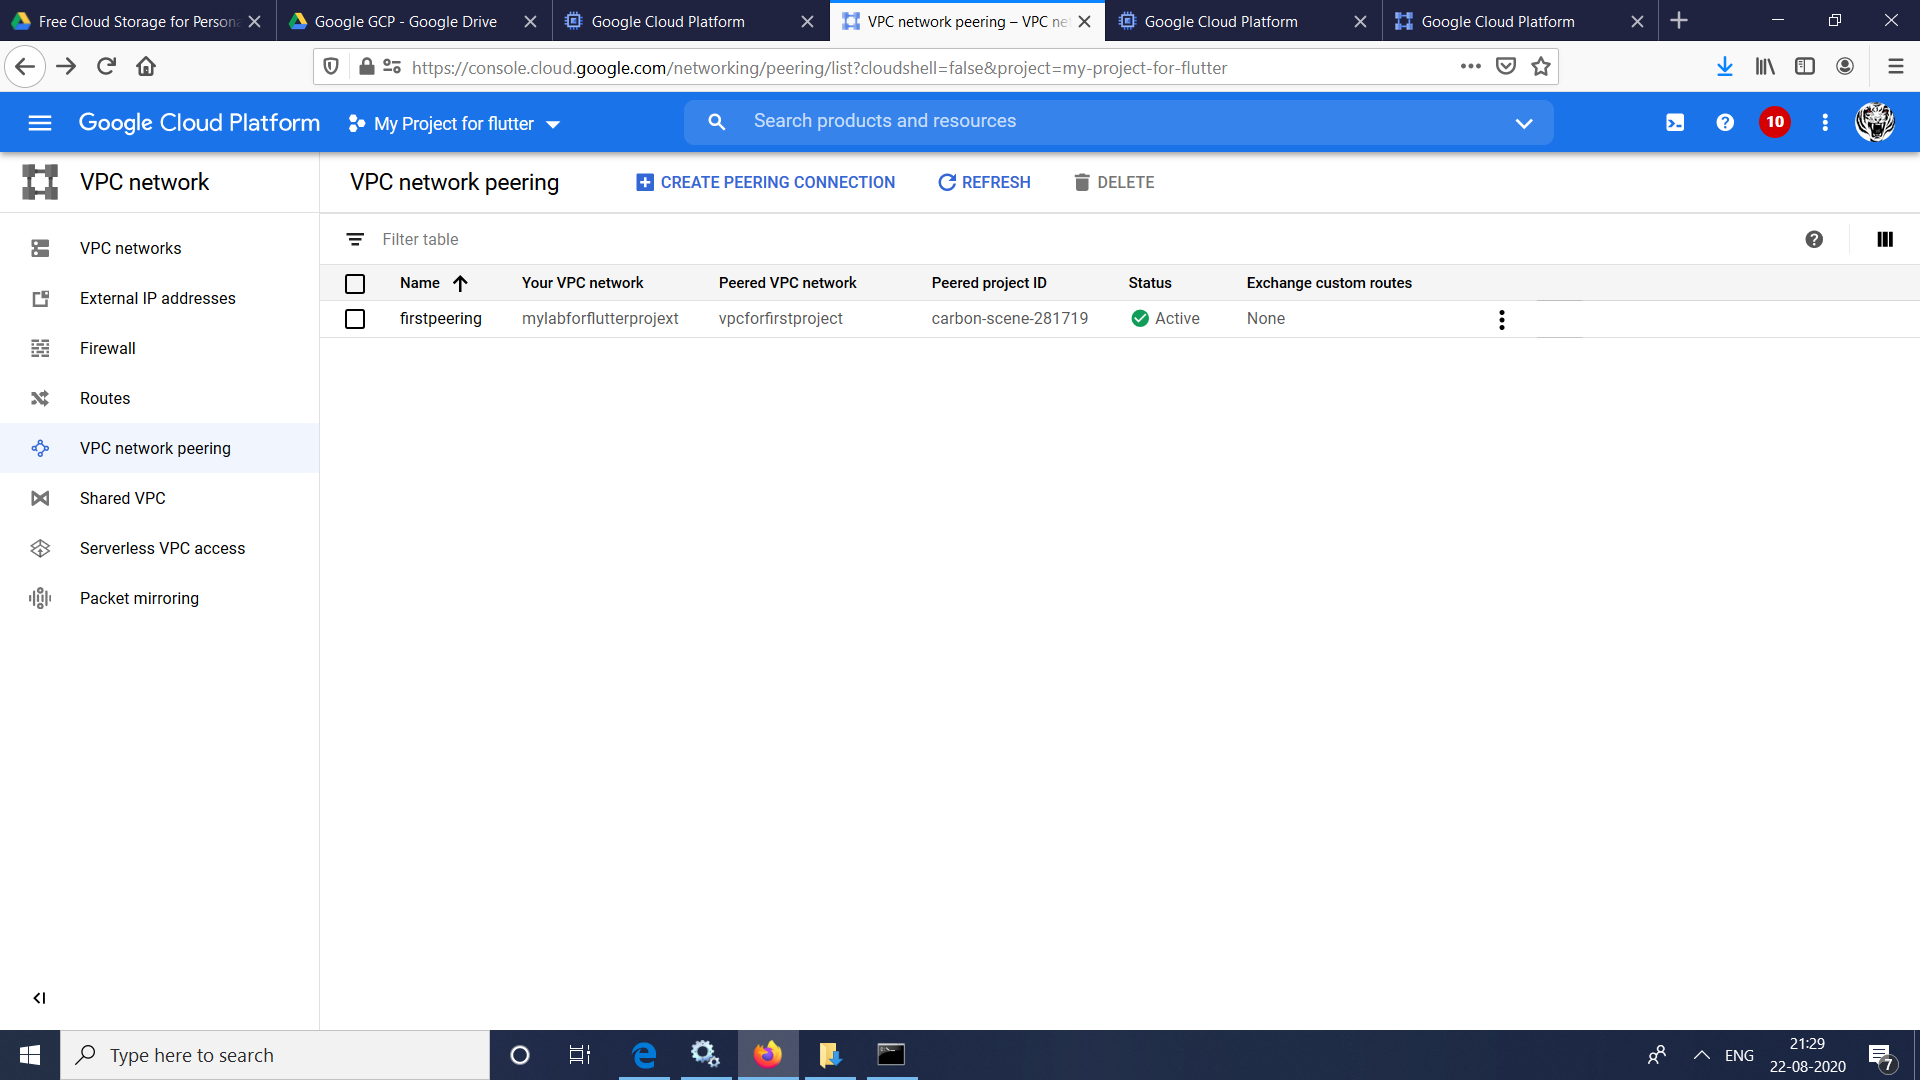 Free Cloud Storage for Persona
Google GCP - Google Drive
Google Cloud Platform
VPC network peering – VPC ne
Google Cloud Platform
Google Cloud Platform
https://console.cloud.google.com/networking/peering/list?cloudshell=false&project=my-project-for-flutter
Google Cloud Platform
My Project for flutter
Search products and resources
10
VPC network
VPC network peering
CREATE PEERING CONNECTION
REFRESH
DELETE
VPC networks
External IP addresses
Firewall
Routes
VPC network peering
Shared VPC
Serverless VPC access
Packet mirroring
Filter table
Name Your VPC network Peered VPC network Peered project ID Status Exchange custom routes
firstpeering mylabforflutterprojext vpcforfirstproject carbon-scene-281719 Active None
Type here to search
ENG
21:29
22-08-2020
7